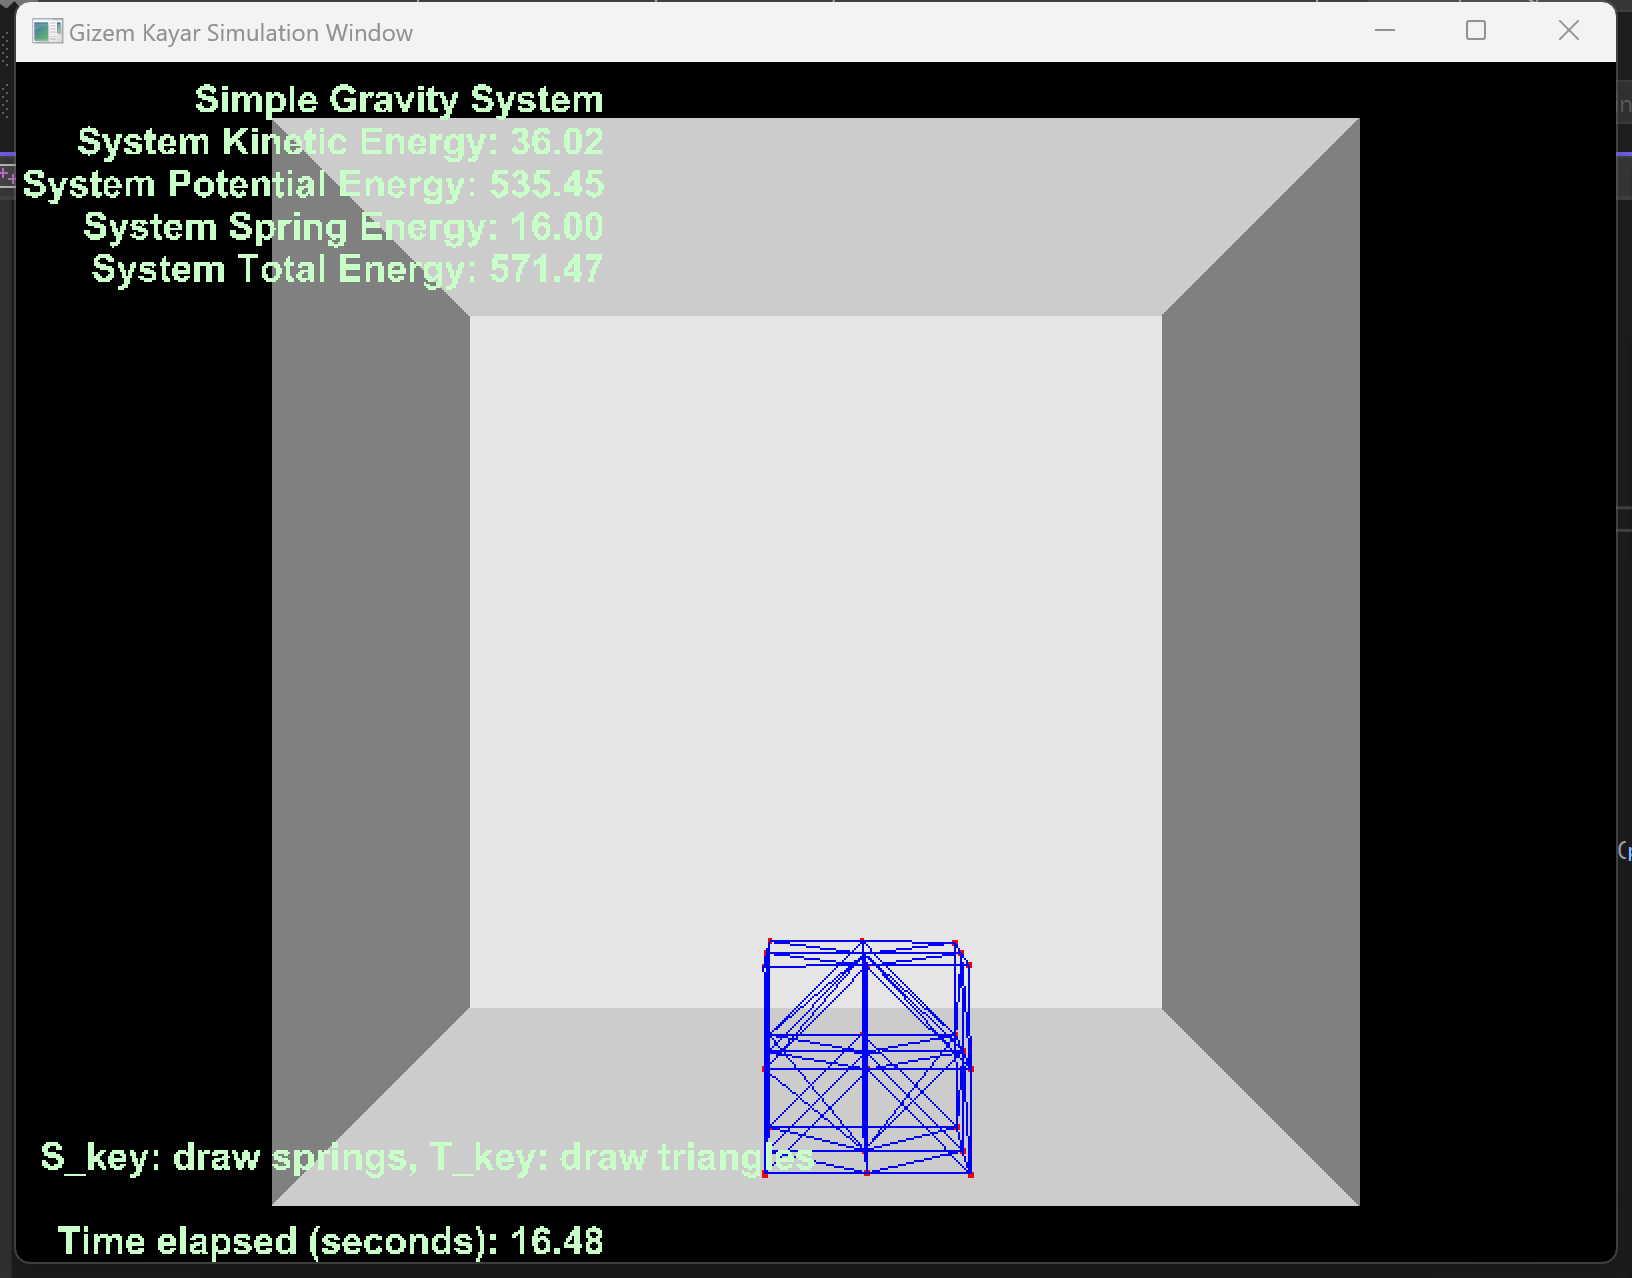 Gizem Kayar Simulation Window
Simple Gravity System
System Kinetic Energy: 36.02
System Potential Energy: 535.45
System Spring Energy: 16.00
System Total Energy: 571.47
S_key: draw springs, T_key: draw triangles
Time elapsed (seconds): 16.48